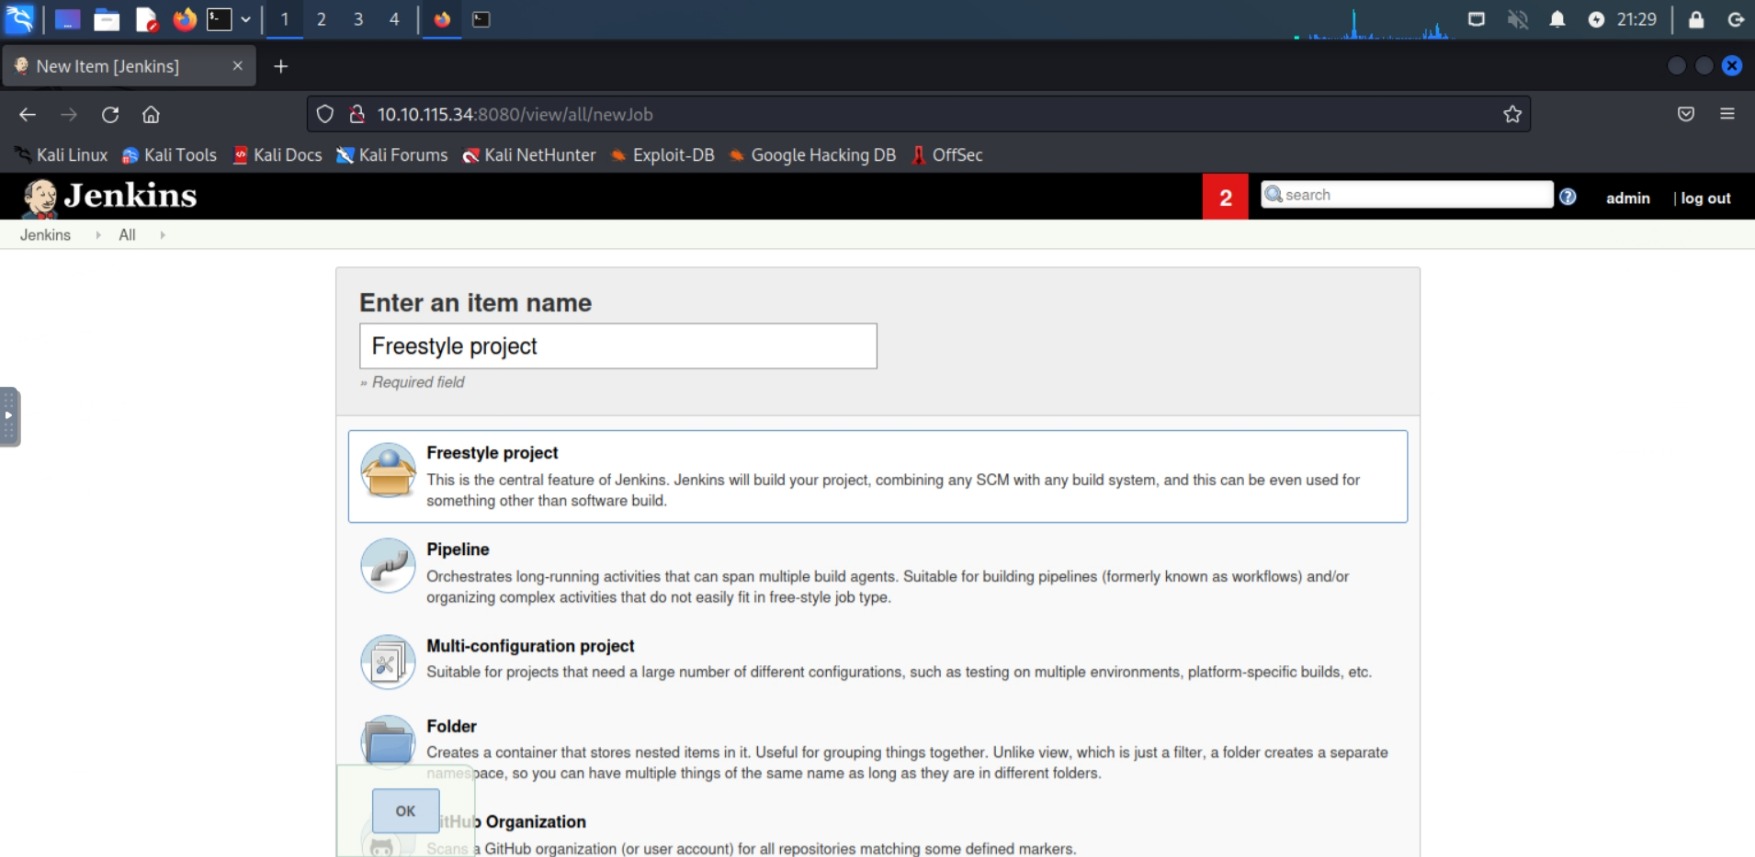 1 2 3 4
21:29
New Item [Jenkins]
10.10.115.34:8080/view/all/newJob
Kali Linux Kali Tools Kali Docs Kali Forums Kali NetHunter Exploit-DB Google Hacking DB OffSec
Jenkins 2 search admin | log out
Jenkins All
Enter an item name
Freestyle project
» Required field
Freestyle project
This is the central feature of Jenkins. Jenkins will build your project, combining any SCM with any build system, and this can be even used for
something other than software build.
Pipeline
Orchestrates long-running activities that can span multiple build agents. Suitable for building pipelines (formerly known as workflows) and/or
organizing complex activities that do not easily fit in free-style job type.
Multi-configuration project
Suitable for projects that need a large number of different configurations, such as testing on multiple environments, platform-specific builds, etc.
Folder
Creates a container that stores nested items in it. Useful for grouping things together. Unlike view, which is just a filter, a folder creates a separate
namespace, so you can have multiple things of the same name as long as they are in different folders.
OK
itHub Organization
Scans a GitHub organization (or user account) for all repositories matching some defined markers.